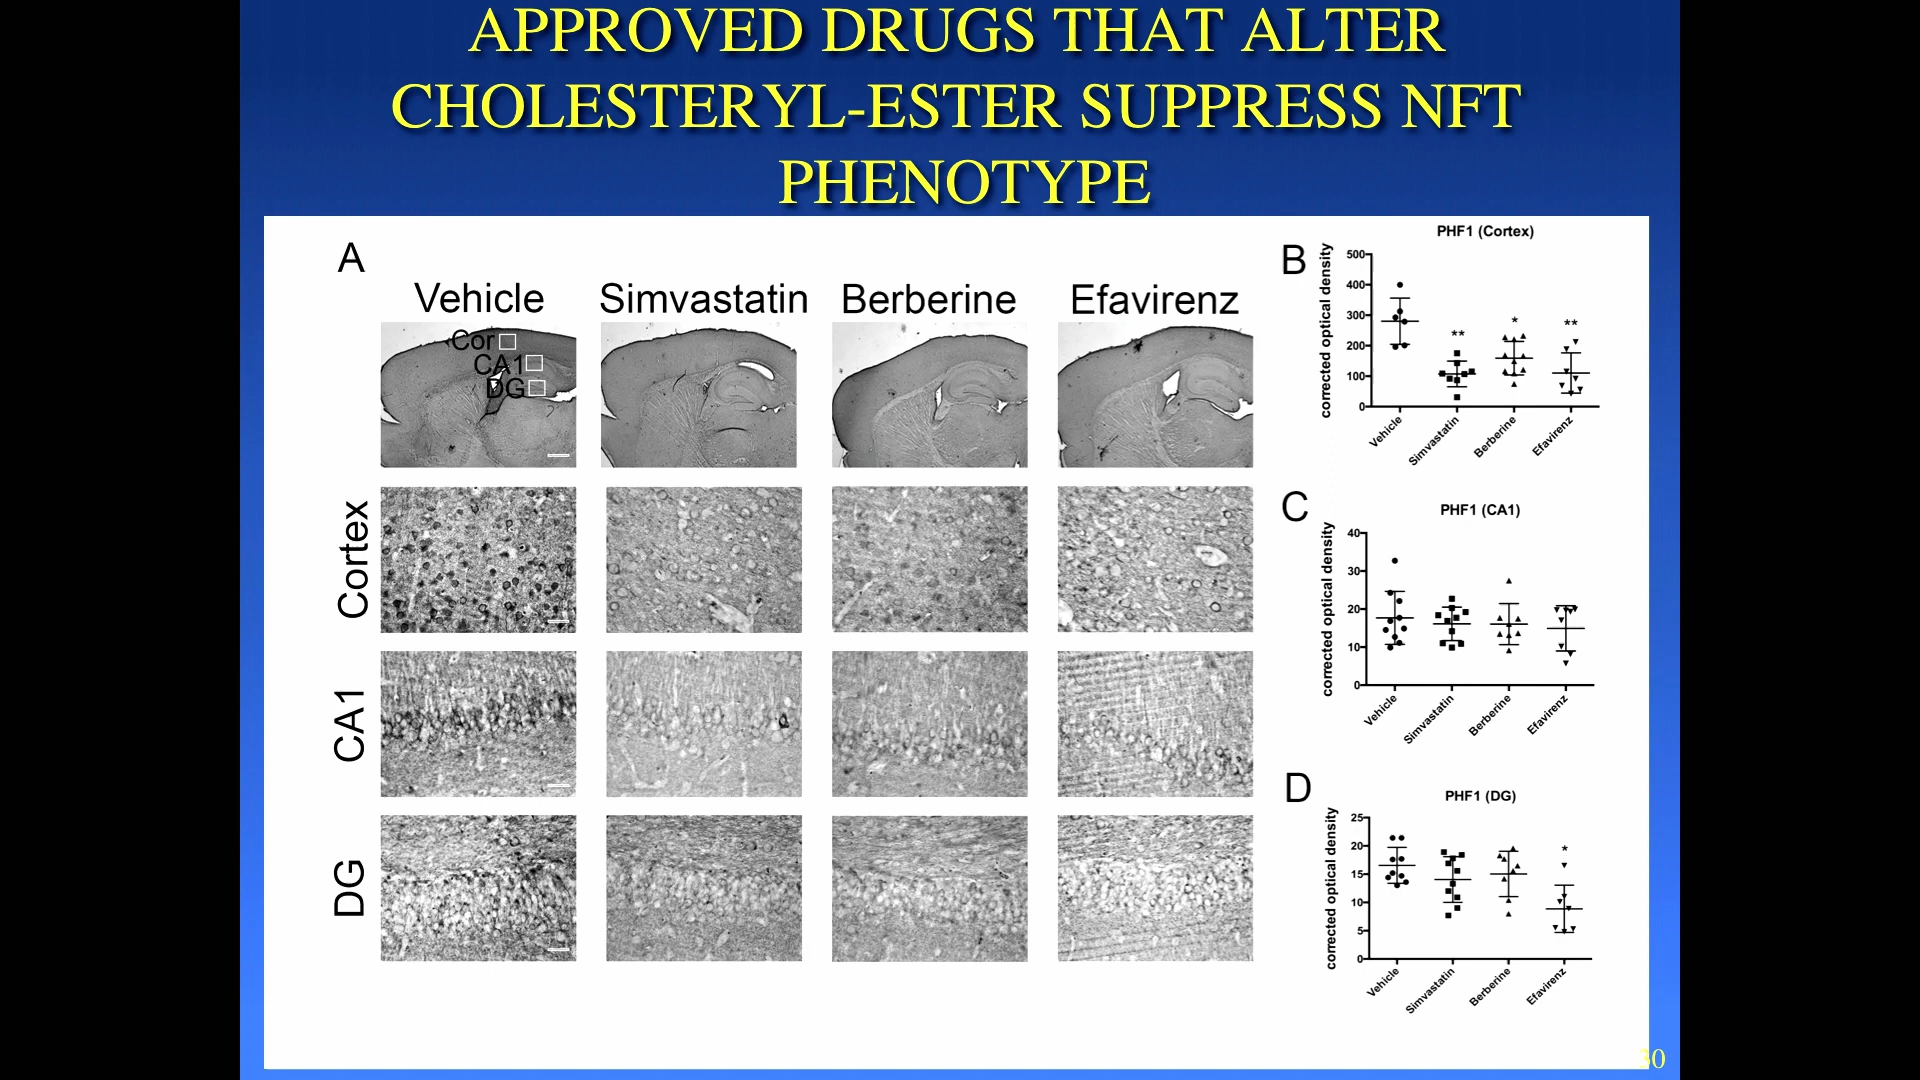 APPROVED DRUGS THAT ALTER
CHOLESTERYL-ESTER SUPPRESS NFT
PHENOTYPE
A
Vehicle Simvastatin Berberine Efavirenz
Cor
CA1
DG
Cortex
CA1
DG
B
PHF1 (Cortex)
corrected optical density
500
400
300
200
100
0
** * **
Vehicle Simvastatin Berberine Efavirenz
C
PHF1 (CA1)
corrected optical density
40
30
20
10
0
Vehicle Simvastatin Berberine Efavirenz
D
PHF1 (DG)
corrected optical density
25
20
15
10
5
0
*
Vehicle Simvastatin Berberine Efavirenz
30